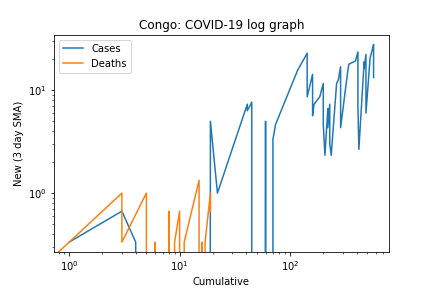 Congo: COVID-19 log graph
Cases
Deaths
New (3 day SMA)
10¹
10⁰
10⁰ 10¹ 10²
Cumulative